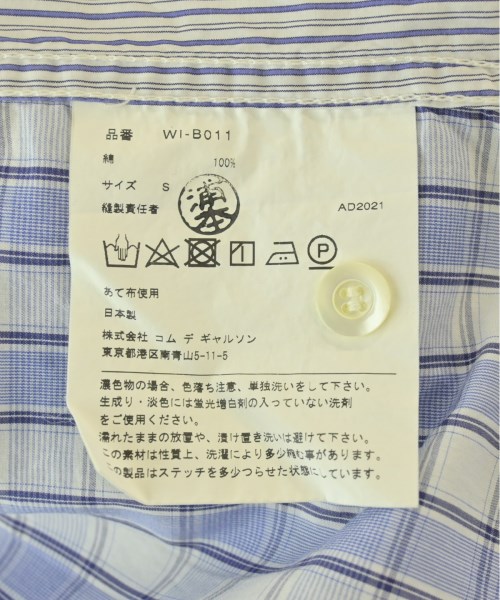 品番 WI-B011
綿 100%
サイズ S
縫製責任者 AD2021
あて布使用
日本製
株式会社 コム デ ギャルソン
東京都港区南青山5-11-5
濃色物の場合、色落ち注意、単独洗いをして下さい。
生成り・淡色には蛍光増白剤の入っていない洗剤
をご使用ください。
濡れたままの放置や、漬け置き洗いは避けて下さい。
この素材は性質上、洗濯により多少縮む事があります。
この製品はステッチを多少つらせた状態にしています。